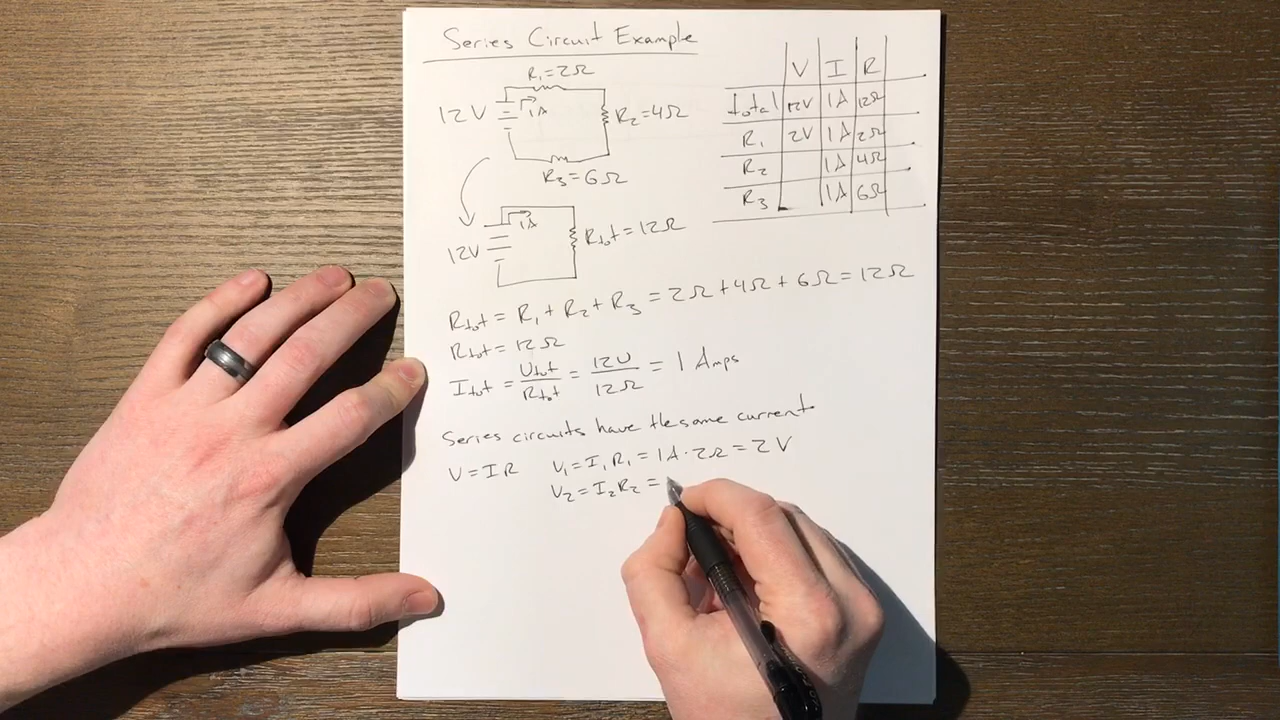 Series Circuit Example
R₁=2Ω
12V
1A
R₂=4Ω
R₃=6Ω
V I R
total 12V 1A 12Ω
R₁ 2V 1A 2Ω
R₂ 1A 4Ω
R₃ 1A 6Ω
1A
12V
Rtot=12Ω
Rtot = R₁ + R₂ + R₃ = 2Ω+4Ω+6Ω=12Ω
Rtot = 12Ω
Itot = Vtot/Rtot = 12V/12Ω = 1 Amps
Series circuits have the same current
V=IR V₁=I₁R₁=1A·2Ω=2V
V₂=I₂R₂=